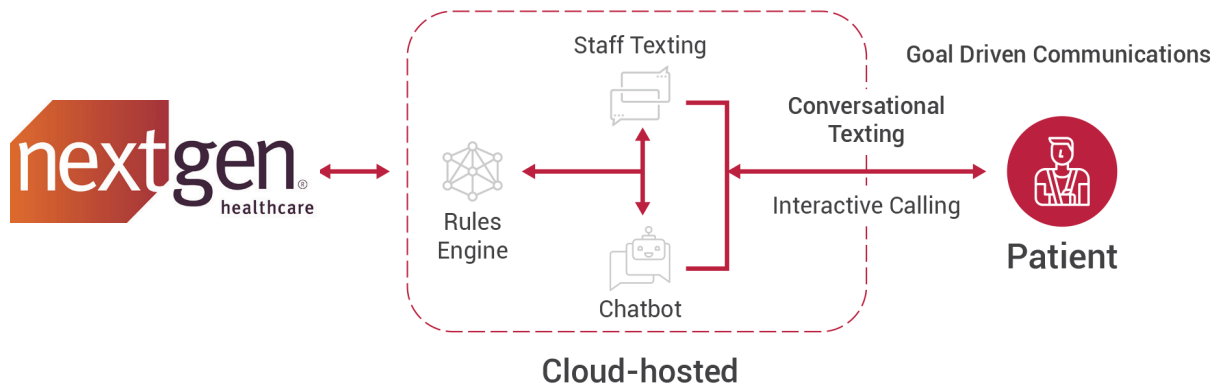 Staff Texting
Goal Driven Communications
Conversational
Texting
nextgen®
healthcare
Rules
Engine
Interactive Calling
Patient
Chatbot
Cloud-hosted